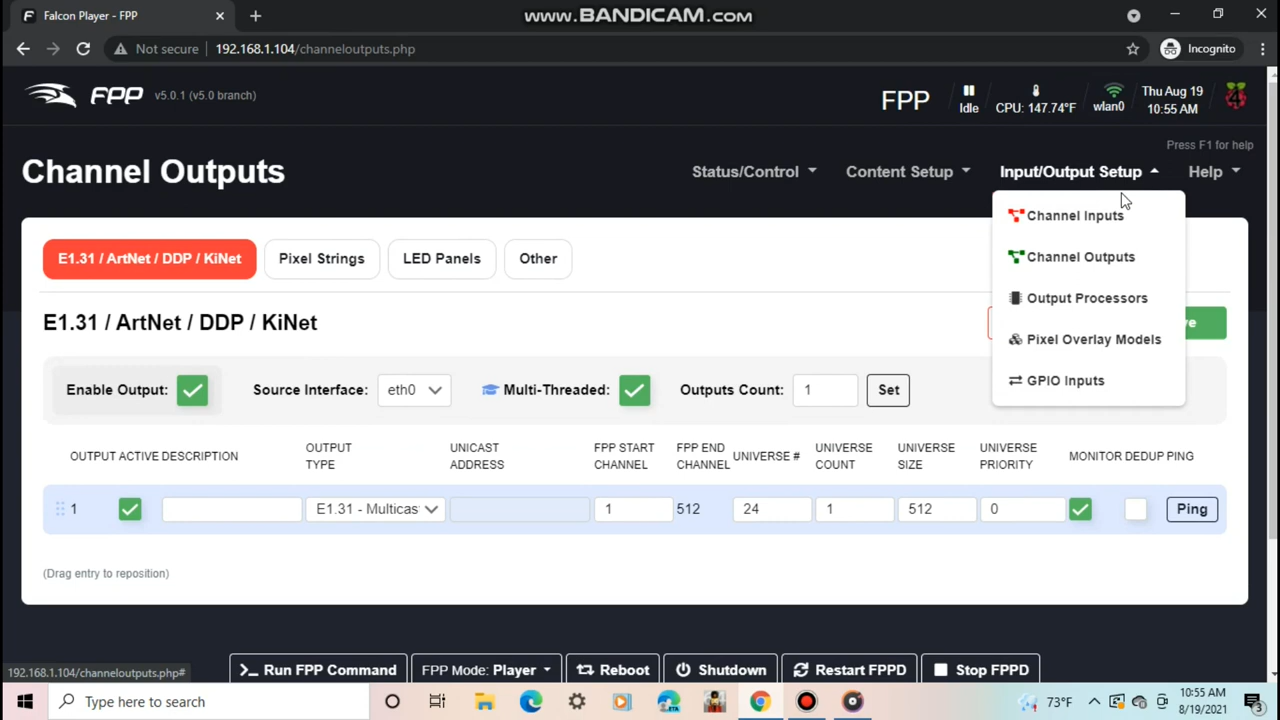 Falcon Player - FPP
www.BANDICAM.com
Not secure 192.168.1.104/channeloutputs.php
Incognito
FPP v5.0.1 (v5.0 branch)
FPP
Idle
CPU: 147.74°F
wlan0
Thu Aug 19
10:55 AM
Press F1 for help
Channel Outputs
Status/Control
Content Setup
Input/Output Setup
Help
Channel Inputs
Channel Outputs
Output Processors
Pixel Overlay Models
GPIO Inputs
E1.31 / ArtNet / DDP / KiNet
Pixel Strings
LED Panels
Other
E1.31 / ArtNet / DDP / KiNet
Enable Output:
Source Interface: eth0
Multi-Threaded:
Outputs Count: 1 Set
OUTPUT ACTIVE DESCRIPTION
OUTPUT
TYPE
UNICAST
ADDRESS
FPP START
CHANNEL
FPP END
CHANNEL
UNIVERSE #
UNIVERSE
COUNT
UNIVERSE
SIZE
UNIVERSE
PRIORITY
MONITOR DEDUP PING
1 E1.31 - Multicas 1 512 24 1 512 0 Ping
(Drag entry to reposition)
192.168.1.104/channeloutputs.php#
Run FPP Command
FPP Mode: Player
Reboot
Shutdown
Restart FPPD
Stop FPPD
Type here to search
73°F
10:55 AM
8/19/2021
3